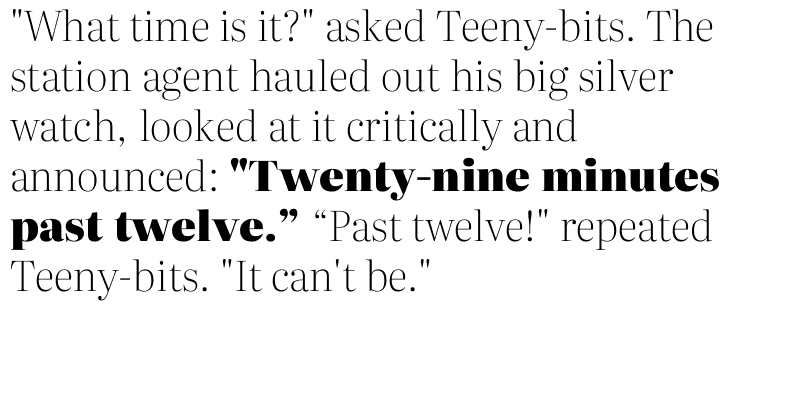 "What time is it?" asked Teeny-bits. The
station agent hauled out his big silver
watch, looked at it critically and
announced: "Twenty-nine minutes
past twelve.” “Past twelve!" repeated
Teeny-bits. "It can't be."